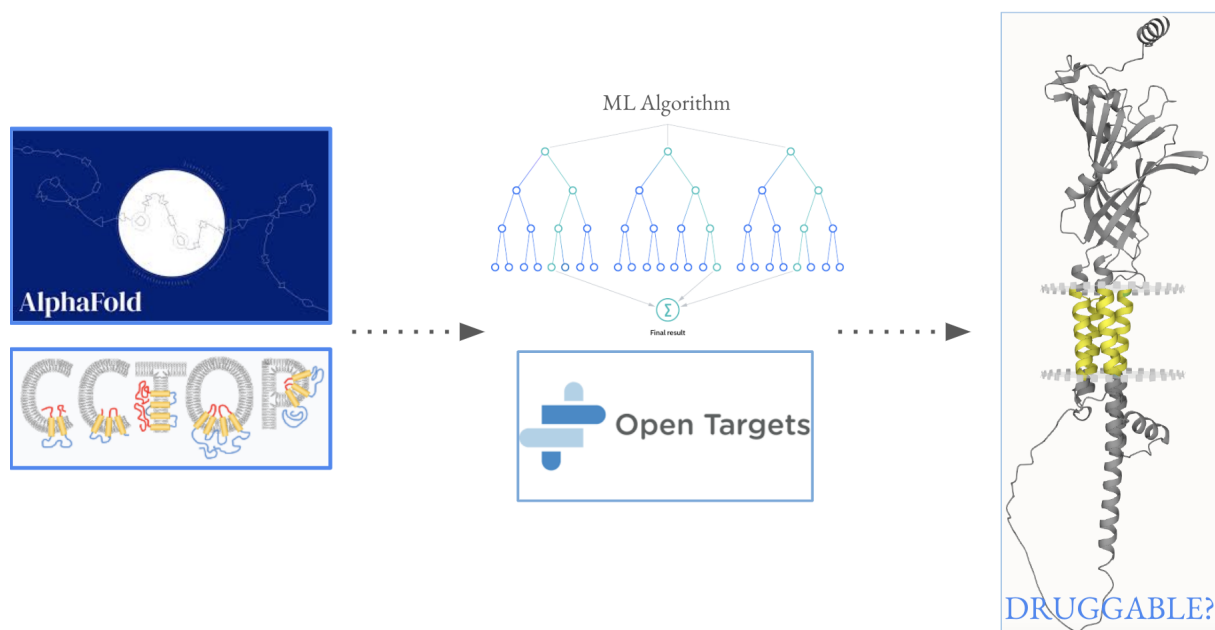 AlphaFold
CCTOP
ML Algorithm
Σ
Final result
Open Targets
DRUGGABLE?